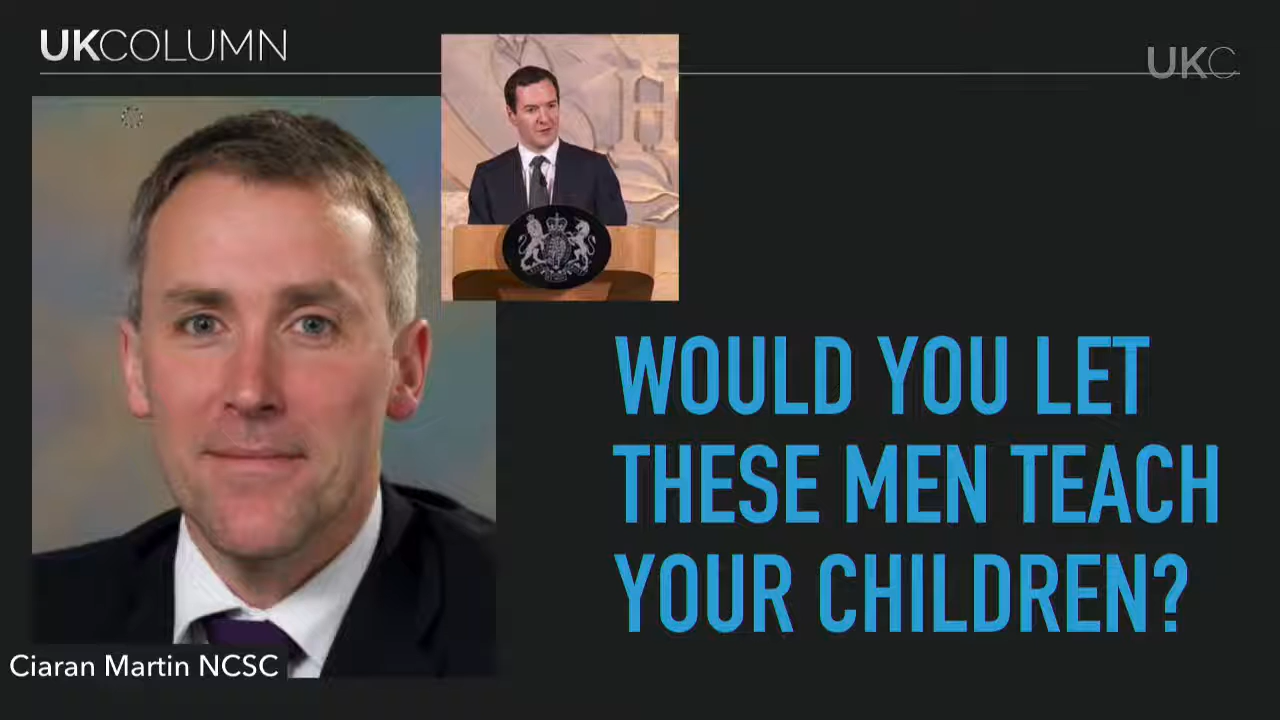 UKCOLUMN
UKC
WOULD YOU LET
THESE MEN TEACH
YOUR CHILDREN?
Ciaran Martin NCSC